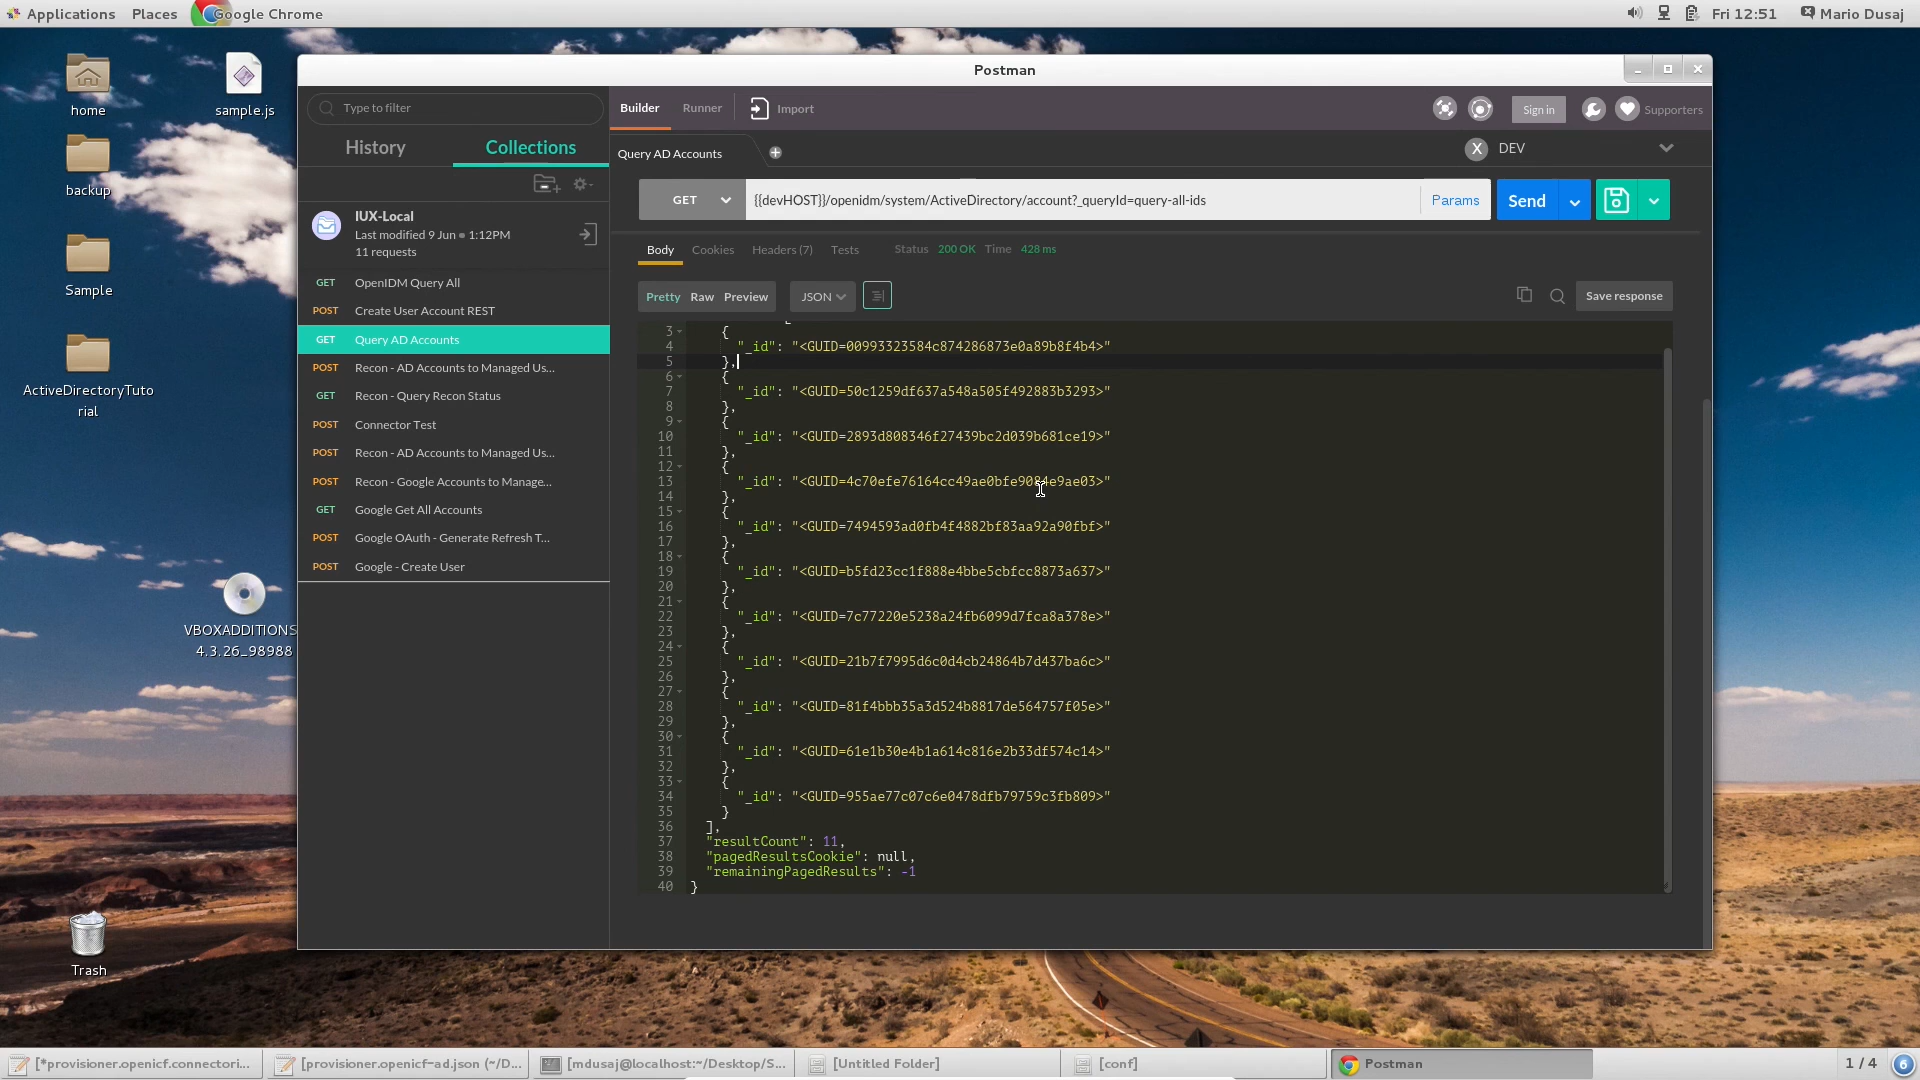 Applications Places Google Chrome Fri 12:51 Mario Dusaj
home
sample.js
backup
Sample
ActiveDirectoryTuto
rial
VBOXADDITIONS
4.3.26_98988
Trash
Postman
Type to filter
History Collections
IUX-Local
Last modified 9 Jun 1:12PM
11 requests
GET OpenIDM Query All
POST Create User Account REST
GET Query AD Accounts
POST Recon - AD Accounts to Managed Us...
GET Recon - Query Recon Status
POST Connector Test
POST Recon - AD Accounts to Managed Us...
POST Recon - Google Accounts to Manage...
GET Google Get All Accounts
POST Google OAuth - Generate Refresh T...
POST Google - Create User
Builder Runner Import Sign in Supporters
Query AD Accounts X DEV
GET {{devHOST}}/openidm/system/ActiveDirectory/account?_queryId=query-all-ids Params Send
Body Cookies Headers (7) Tests Status 200 OK Time 428 ms
Pretty Raw Preview JSON Save response
3 {
4 "_id": "<GUID=00993323584c874286873e0a89b8f4b4>"
5 },
6 {
7 "_id": "<GUID=50c1259df637a548a505f492883b3293>"
8 },
9 {
10 "_id": "<GUID=2893d808346f27439bc2d039b681ce19>"
11 },
12 {
13 "_id": "<GUID=4c70efe76164cc49ae0bfe9084e9ae03>"
14 },
15 {
16 "_id": "<GUID=7494593ad0fb4f4882bf83aa92a90fbf>"
17 },
18 {
19 "_id": "<GUID=b5fd23cc1f888e4bbe5cbfcc8873a637>"
20 },
21 {
22 "_id": "<GUID=7c77220e5238a24fb6099d7fca8a378e>"
23 },
24 {
25 "_id": "<GUID=21b7f7995d6c0d4cb24864b7d437ba6c>"
26 },
27 {
28 "_id": "<GUID=81f4bbb35a3d524b8817de564757f05e>"
29 },
30 {
31 "_id": "<GUID=61e1b30e4b1a614c816e2b33df574c14>"
32 },
33 {
34 "_id": "<GUID=955ae77c07c6e0478dfb79759c3fb809>"
35 }
36 ],
37 "resultCount": 11,
38 "pagedResultsCookie": null,
39 "remainingPagedResults": -1
40 }
[*provisioner.openicf.connectori... [provisioner.openicf-ad.json (~/D... [mdusaj@localhost:~/Desktop/S... [Untitled Folder] [conf] Postman 1 / 4 6